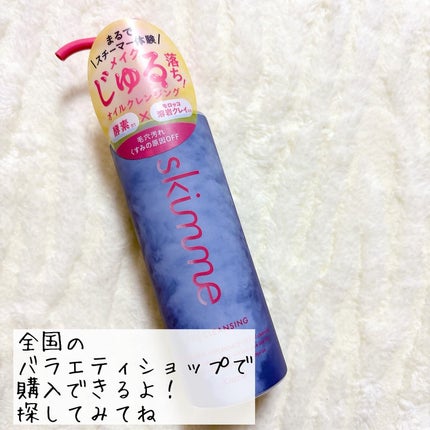 まるで
スチーマー体験
メイク
じゅる落ち!
オイルクレンジング
酵素
×
モロッコ
溶岩クレイ
毛穴汚れ
くすみの原因OFF
skimme
CLEANSING
全国の
バラエティショップで
購入できるよ!
探してみてね